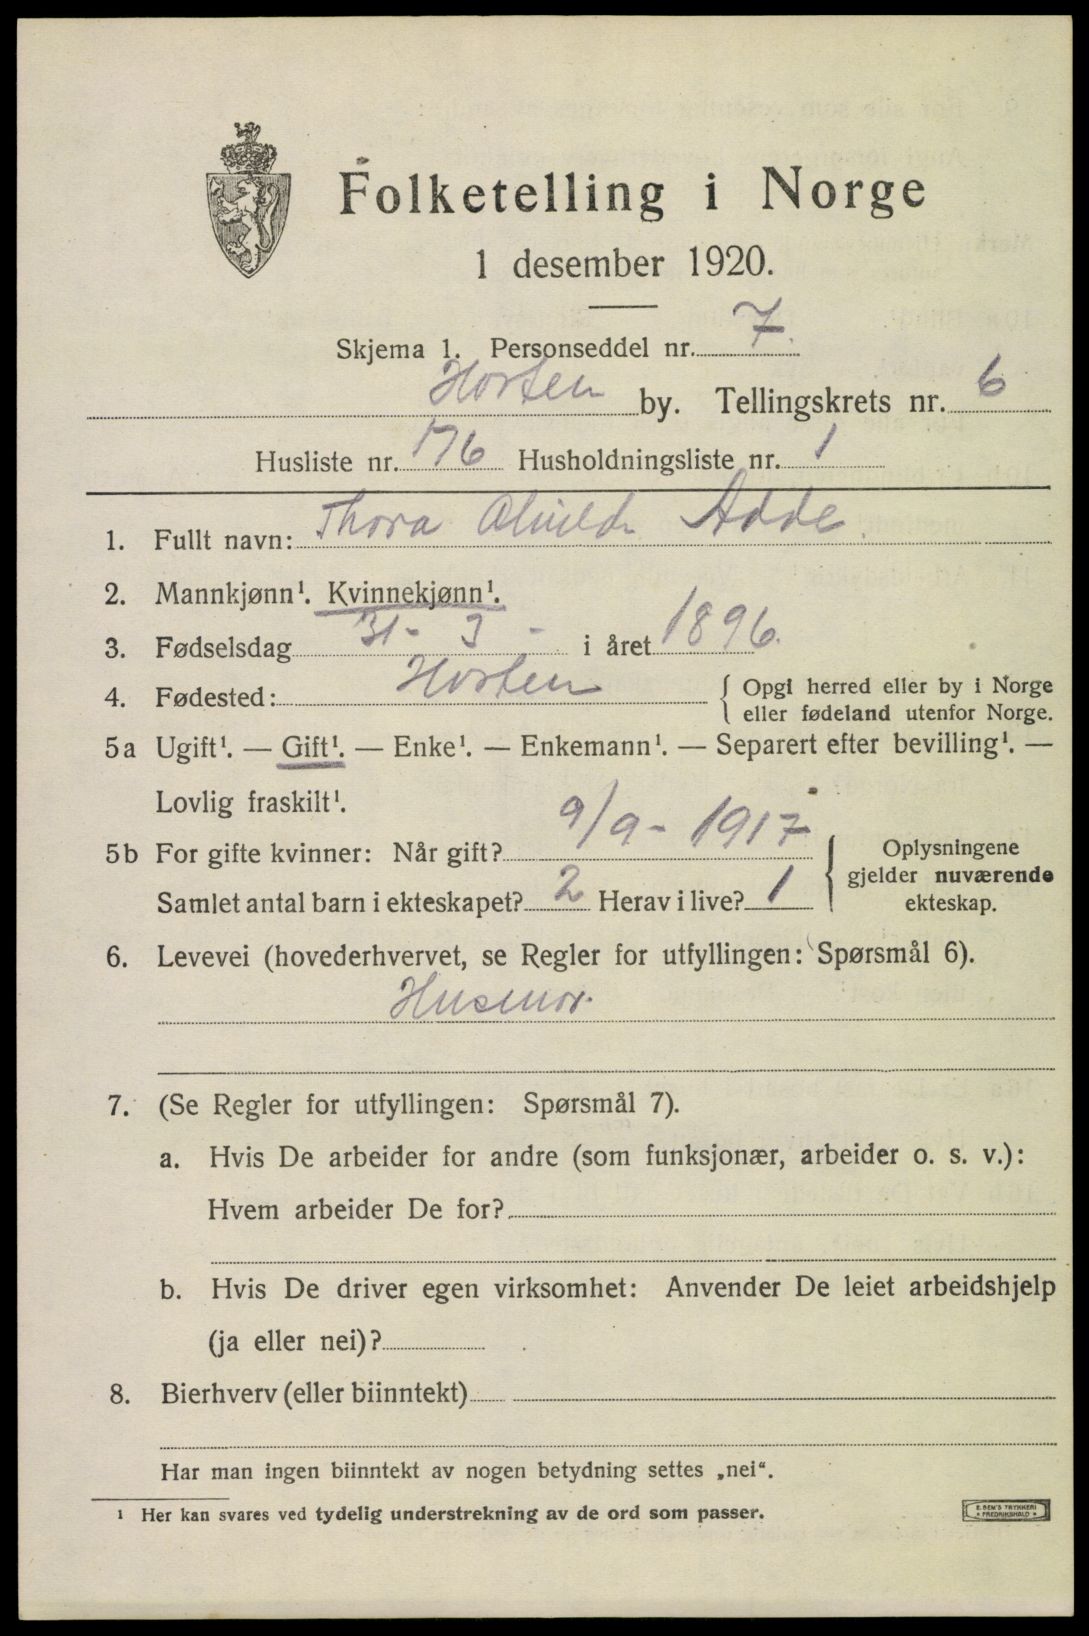 Folketelling i Norge
1 desember 1920.
Skjema 1. Personseddel nr. 7.
Horten by. Tellingskrets nr. 6
Husliste nr. 176 Husholdningsliste nr. 1
1. Fullt navn: Thora Alvilde Adde.
2. Mannkjønn¹. Kvinnekjønn¹.
3. Fødselsdag 31 - 3 - i året 1896.
4. Fødested: Horten { Opgi herred eller by i Norge
eller fødeland utenfor Norge.
5a Ugift¹. — Gift¹. — Enke¹. — Enkemann¹. — Separert efter bevilling¹. —
Lovlig fraskilt¹.
5b For gifte kvinner: Når gift? 9/9 - 1917
Samlet antal barn i ekteskapet? 2 Herav i live? 1
Oplysningene
gjelder nuværende
ekteskap.
6. Levevei (hovederhvervet, se Regler for utfyllingen: Spørsmål 6).
Husmor.
7. (Se Regler for utfyllingen: Spørsmål 7).
a. Hvis De arbeider for andre (som funksjonær, arbeider o. s. v.):
Hvem arbeider De for?
b. Hvis De driver egen virksomhet: Anvender De leiet arbeidshjelp
(ja eller nei)?
8. Bierhverv (eller biinntekt)
Har man ingen biinntekt av nogen betydning settes „nei“.
¹ Her kan svares ved tydelig understrekning av de ord som passer.
E. SEM'S TRYKKERI
FREDRIKSHALD